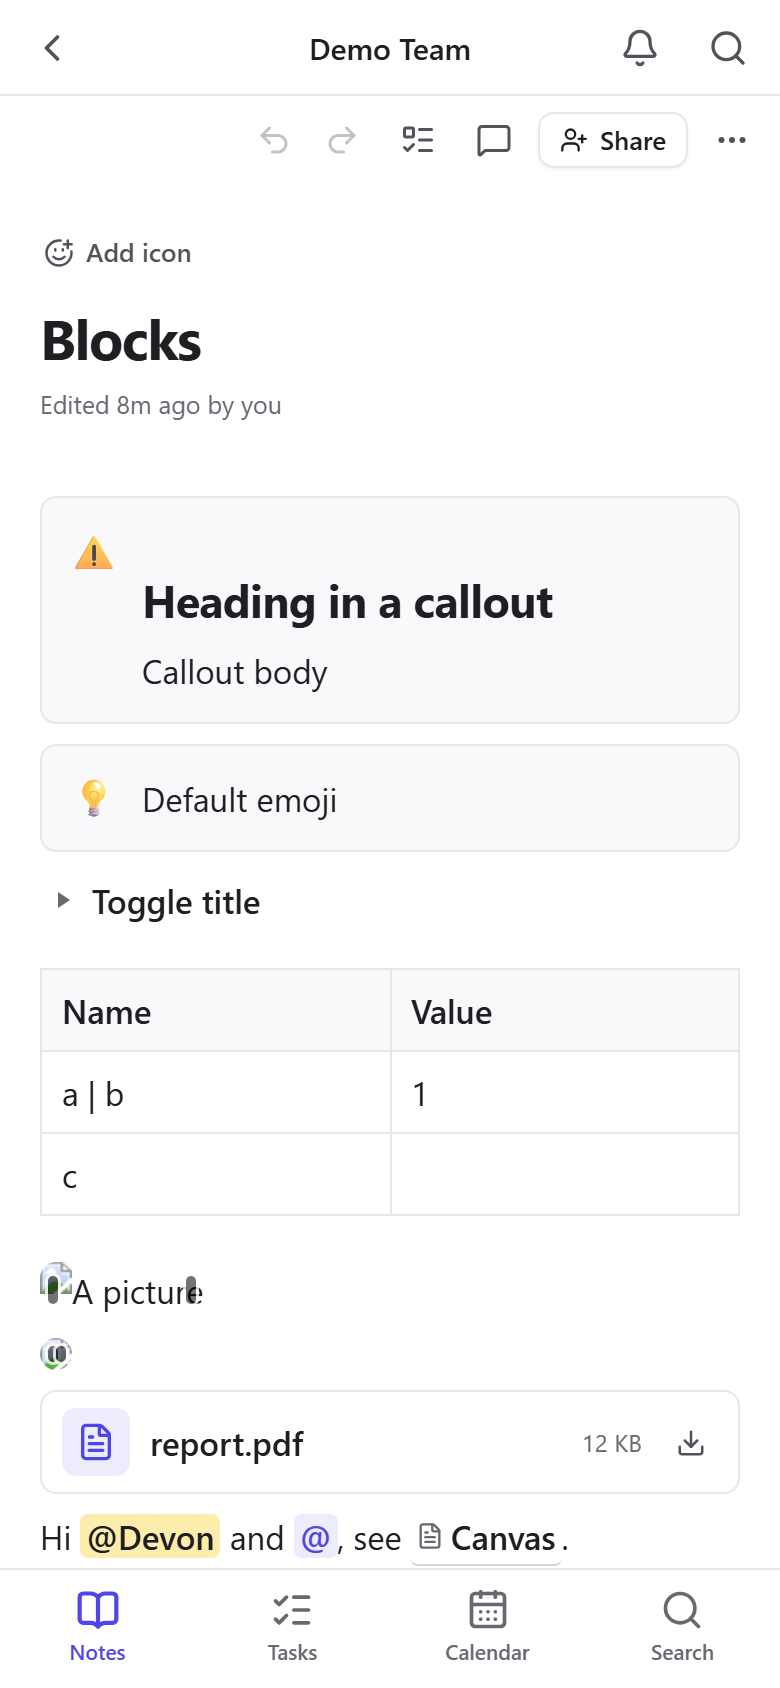 Demo Team
Share
Add icon
Blocks
Edited 8m ago by you
Heading in a callout
Callout body
Default emoji
Toggle title
Name Value
a | b 1
c
A picture
report.pdf 12 KB
Hi @Devon and @, see Canvas.
Notes Tasks Calendar Search